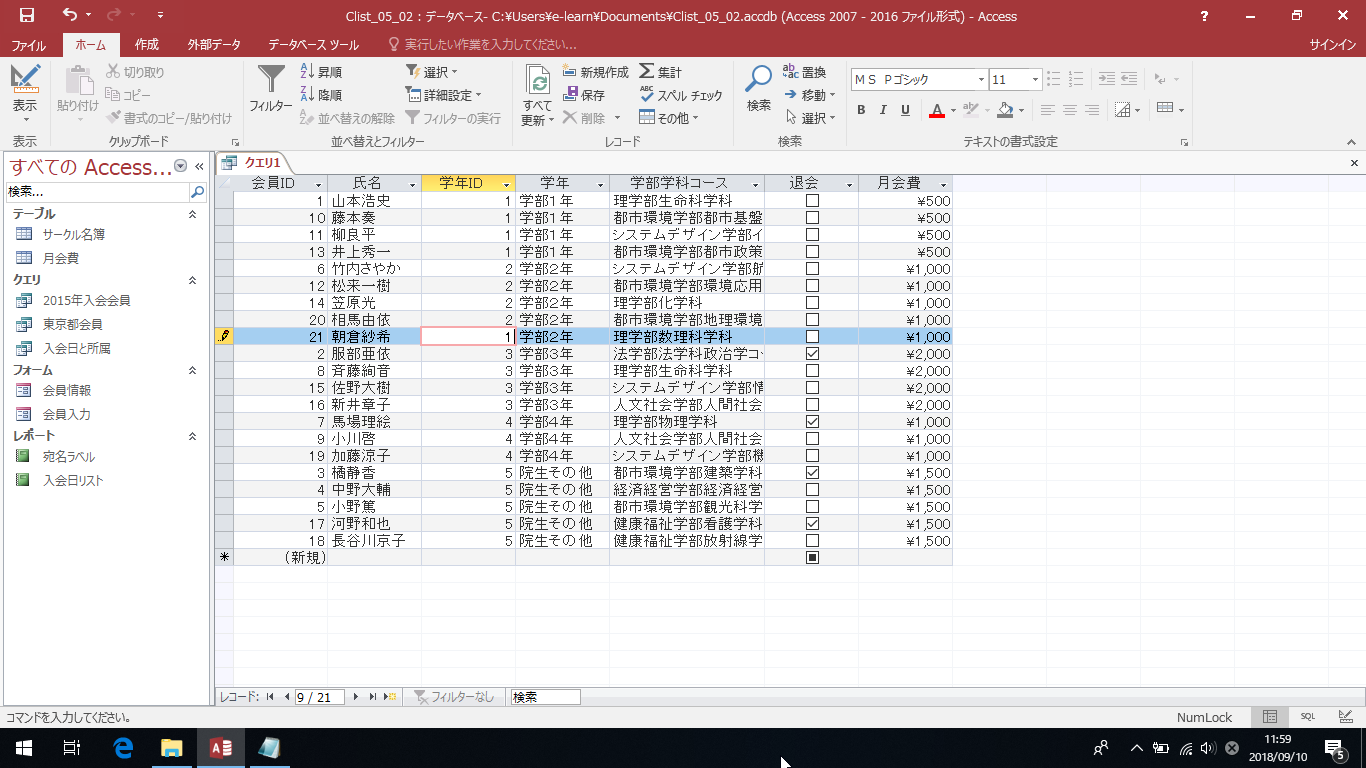 Clist_05_02 : データベース- C:¥Users¥e-learn¥Documents¥Clist_05_02.accdb (Access 2007 - 2016 ファイル形式) - Access
ファイル ホーム 作成 外部データ データベース ツール 実行したい作業を入力してください... サインイン
表示 貼り付け 切り取り コピー 書式のコピー/貼り付け フィルター 昇順 降順 並べ替えの解除 選択 詳細設定 フィルターの実行 すべて更新 新規作成 保存 削除 集計 スペル チェック その他 検索 置換 移動 選択 ＭＳ Ｐゴシック 11 B I U A
表示 クリップボード 並べ替えとフィルター レコード 検索 テキストの書式設定
すべての Access...
検索...
テーブル
サークル名簿
月会費
クエリ
2015年入会会員
東京都会員
入会日と所属
フォーム
会員情報
会員入力
レポート
宛名ラベル
入会日リスト
クエリ1
会員ID 氏名 学年ID 学年 学部学科コース 退会 月会費
1 山本浩史 1 学部1年 理学部生命科学科 ¥500
10 藤本奏 1 学部1年 都市環境学部都市基盤 ¥500
11 柳良平 1 学部1年 システムデザイン学部イ ¥500
13 井上秀一 1 学部1年 都市環境学部都市政策 ¥500
6 竹内さやか 2 学部2年 システムデザイン学部航 ¥1,000
12 松来一樹 2 学部2年 都市環境学部環境応用 ¥1,000
14 笠原光 2 学部2年 理学部化学科 ¥1,000
20 相馬由依 2 学部2年 都市環境学部地理環境 ¥1,000
21 朝倉紗希 1 学部2年 理学部数理科学科 ¥1,000
2 服部亜依 3 学部3年 法学部法学科政治学コー ¥2,000
8 斉藤絢音 3 学部3年 理学部生命科学科 ¥2,000
15 佐野大樹 3 学部3年 システムデザイン学部情 ¥2,000
16 新井章子 3 学部3年 人文社会学部人間社会 ¥2,000
7 馬場理絵 4 学部4年 理学部物理学科 ¥1,000
9 小川啓 4 学部4年 人文社会学部人間社会 ¥1,000
19 加藤涼子 4 学部4年 システムデザイン学部機 ¥1,000
3 橘静香 5 院生その他 都市環境学部建築学科 ¥1,500
4 中野大輔 5 院生その他 経済経営学部経済経営 ¥1,500
5 小野篤 5 院生その他 都市環境学部観光科学 ¥1,500
17 河野和也 5 院生その他 健康福祉学部看護学科 ¥1,500
18 長谷川京子 5 院生その他 健康福祉学部放射線学 ¥1,500
* (新規)
レコード: 9 / 21 フィルターなし 検索
コマンドを入力してください。 NumLock SQL
11:59
2018/09/10
5